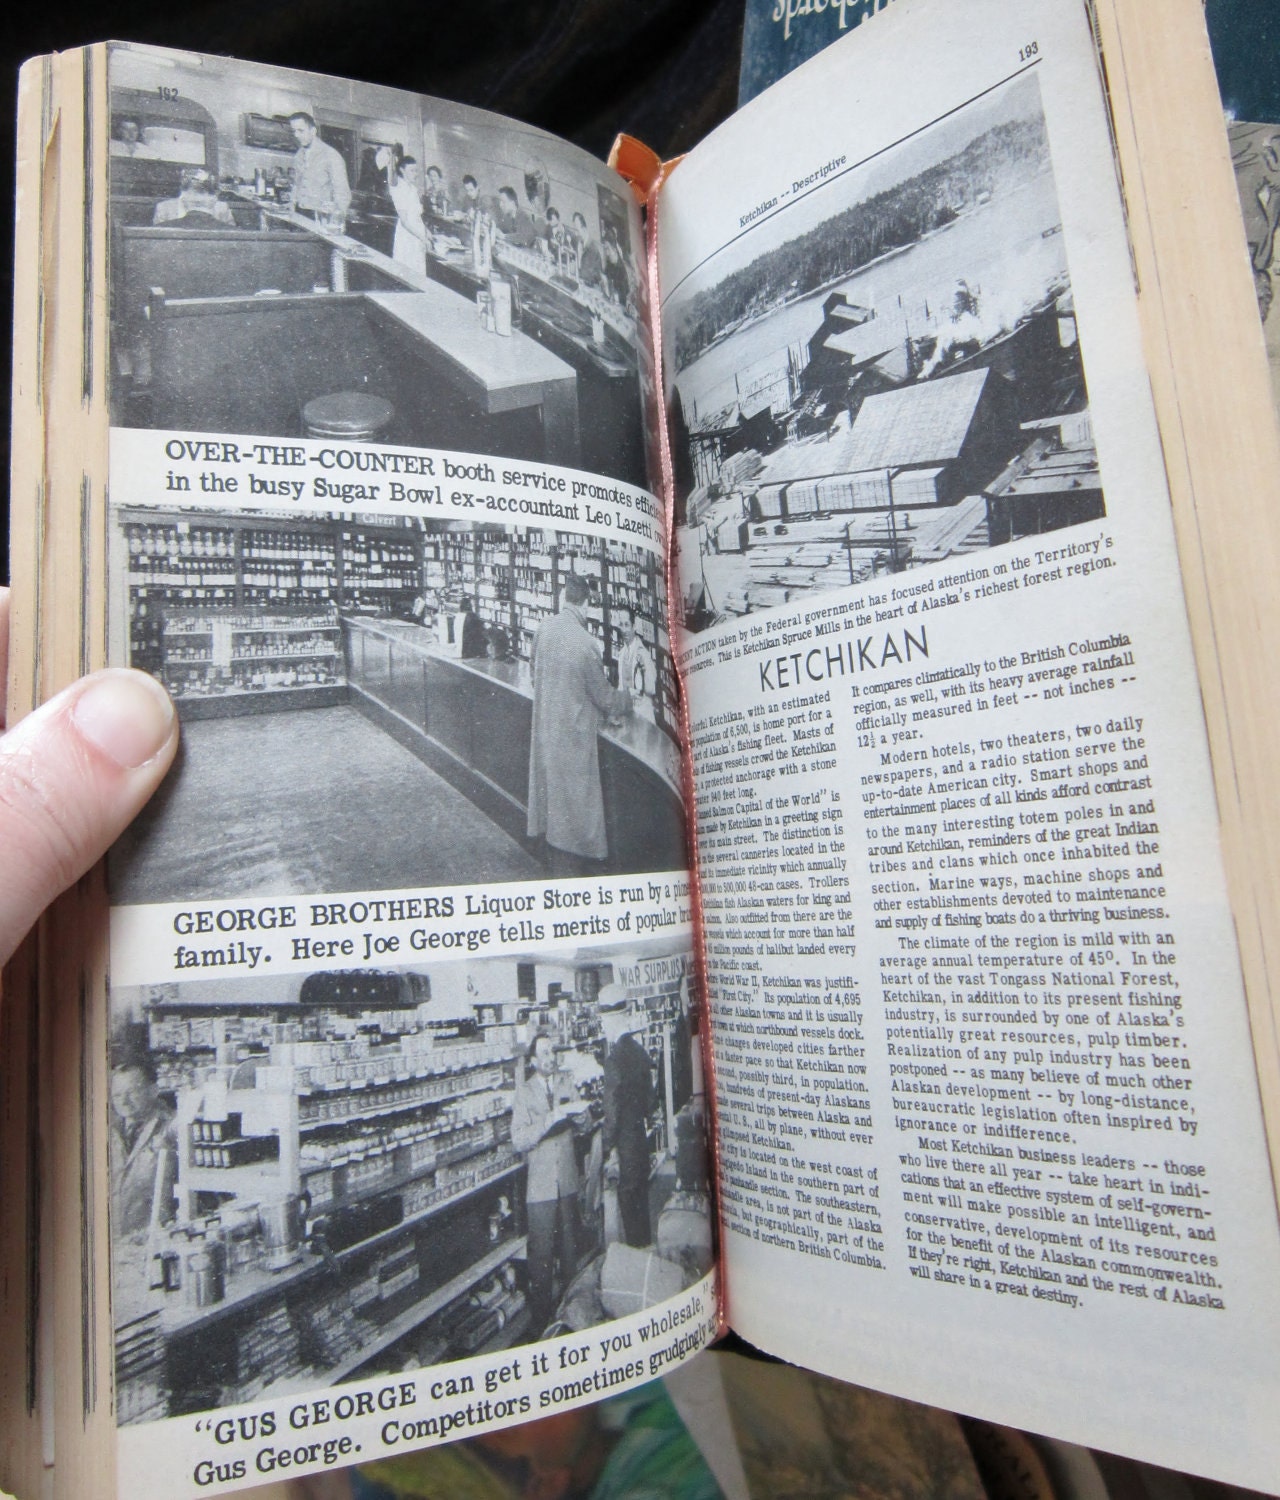 192
Calvert
OVER-THE-COUNTER booth service promotes
in the busy Sugar Bowl ex-accountant Leo Lazetti
GEORGE BROTHERS Liquor Store is run by a
family. Here Joe George tells merits of popular
WAR SURPLUS
"GUS GEORGE can get it for you wholesale,"
Gus George. Competitors sometimes grudgingly
193
Ketchikan -- Descriptive
ACTION taken by the Federal government has focused attention on the Territory's
resources. This is Ketchikan Spruce Mills in the heart of Alaska's richest forest region.
KETCHIKAN
Ketchikan, with an estimated
population of 6,500, is home port for a
of Alaska's fishing fleet. Masts of
of fishing vessels crowd the Ketchikan
a protected anchorage with a stone
940 feet long.
Salmon Capital of the World" is
made by Ketchikan in a greeting sign
its main street. The distinction is
the several canneries located in the
immediate vicinity which annually
to 500,000 48-can cases. Trollers
fish Alaskan waters for king and
salmon. Also outfitted from there are the
which account for more than half
million pounds of halibut landed every
the Pacific coast.
World War II, Ketchikan was justifi-
"First City." Its population of 4,695
other Alaskan towns and it is usually
at which northbound vessels dock.
changes developed cities farther
a faster pace so that Ketchikan now
second, possibly third, in population.
hundreds of present-day Alaskans
made several trips between Alaska and
U. S., all by plane, without ever
glimpsed Ketchikan.
city is located on the west coast of
Island in the southern part of
panhandle section. The southeastern,
area, is not part of the Alaska
but geographically, part of the
section of northern British Columbia.
It compares climtatically to the British Columbia
region, as well, with its heavy average rainfall
officially measured in feet -- not inches --
12½ a year.
Modern hotels, two theaters, two daily
newspapers, and a radio station serve the
up-to-date American city. Smart shops and
entertainment places of all kinds afford contrast
to the many interesting totem poles in and
around Ketchikan, reminders of the great Indian
tribes and clans which once inhabited the
section. Marine ways, machine shops and
other establishments devoted to maintenance
and supply of fishing boats do a thriving business.
The climate of the region is mild with an
average annual temperature of 45°. In the
heart of the vast Tongass National Forest,
Ketchikan, in addition to its present fishing
industry, is surrounded by one of Alaska's
potentially great resources, pulp timber.
Realization of any pulp industry has been
postponed -- as many believe of much other
Alaskan development -- by long-distance,
bureaucratic legislation often inspired by
ignorance or indifference.
Most Ketchikan business leaders -- those
who live there all year -- take heart in indi-
cations that an effective system of self-govern-
ment will make possible an intelligent, and
conservative, development of its resources
for the benefit of the Alaskan commonwealth.
If they're right, Ketchikan and the rest of Alaska
will share in a great destiny.